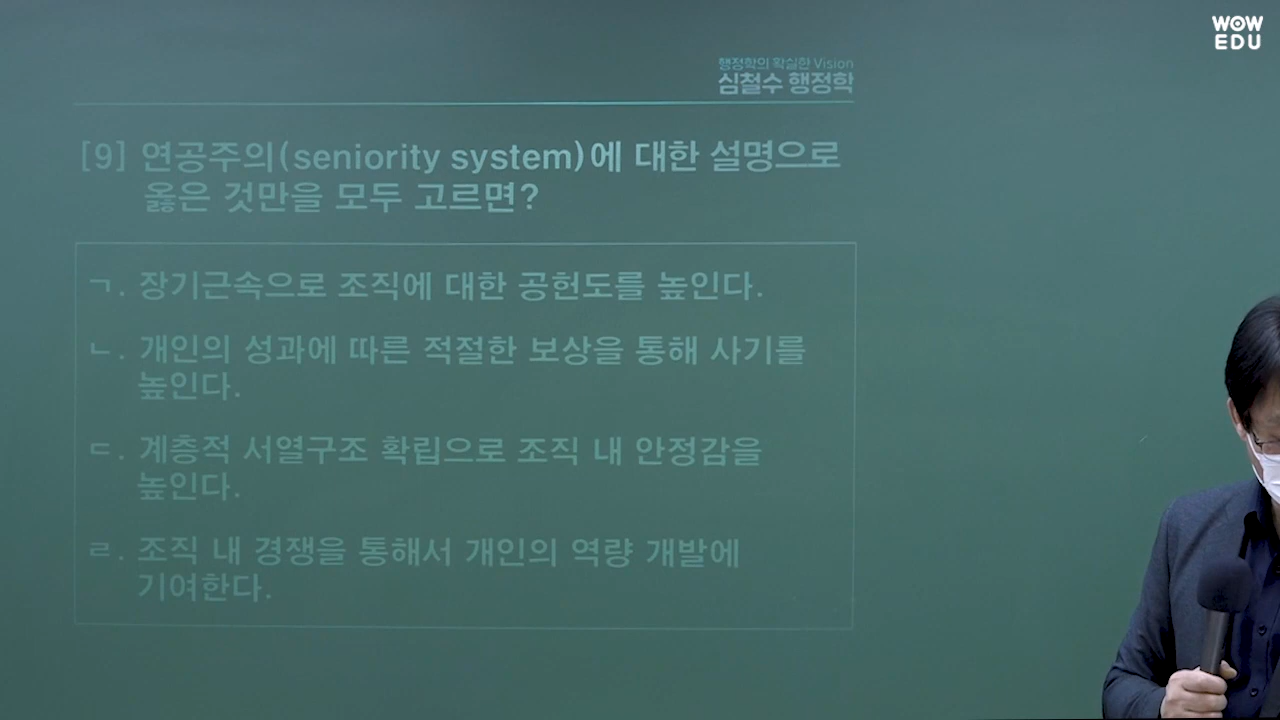 WOW
EDU
행정학의 확실한 Vision
심철수 행정학
[9] 연공주의(seniority system)에 대한 설명으로
옳은 것만을 모두 고르면?
ㄱ. 장기근속으로 조직에 대한 공헌도를 높인다.
ㄴ. 개인의 성과에 따른 적절한 보상을 통해 사기를
높인다.
ㄷ. 계층적 서열구조 확립으로 조직 내 안정감을
높인다.
ㄹ. 조직 내 경쟁을 통해서 개인의 역량 개발에
기여한다.